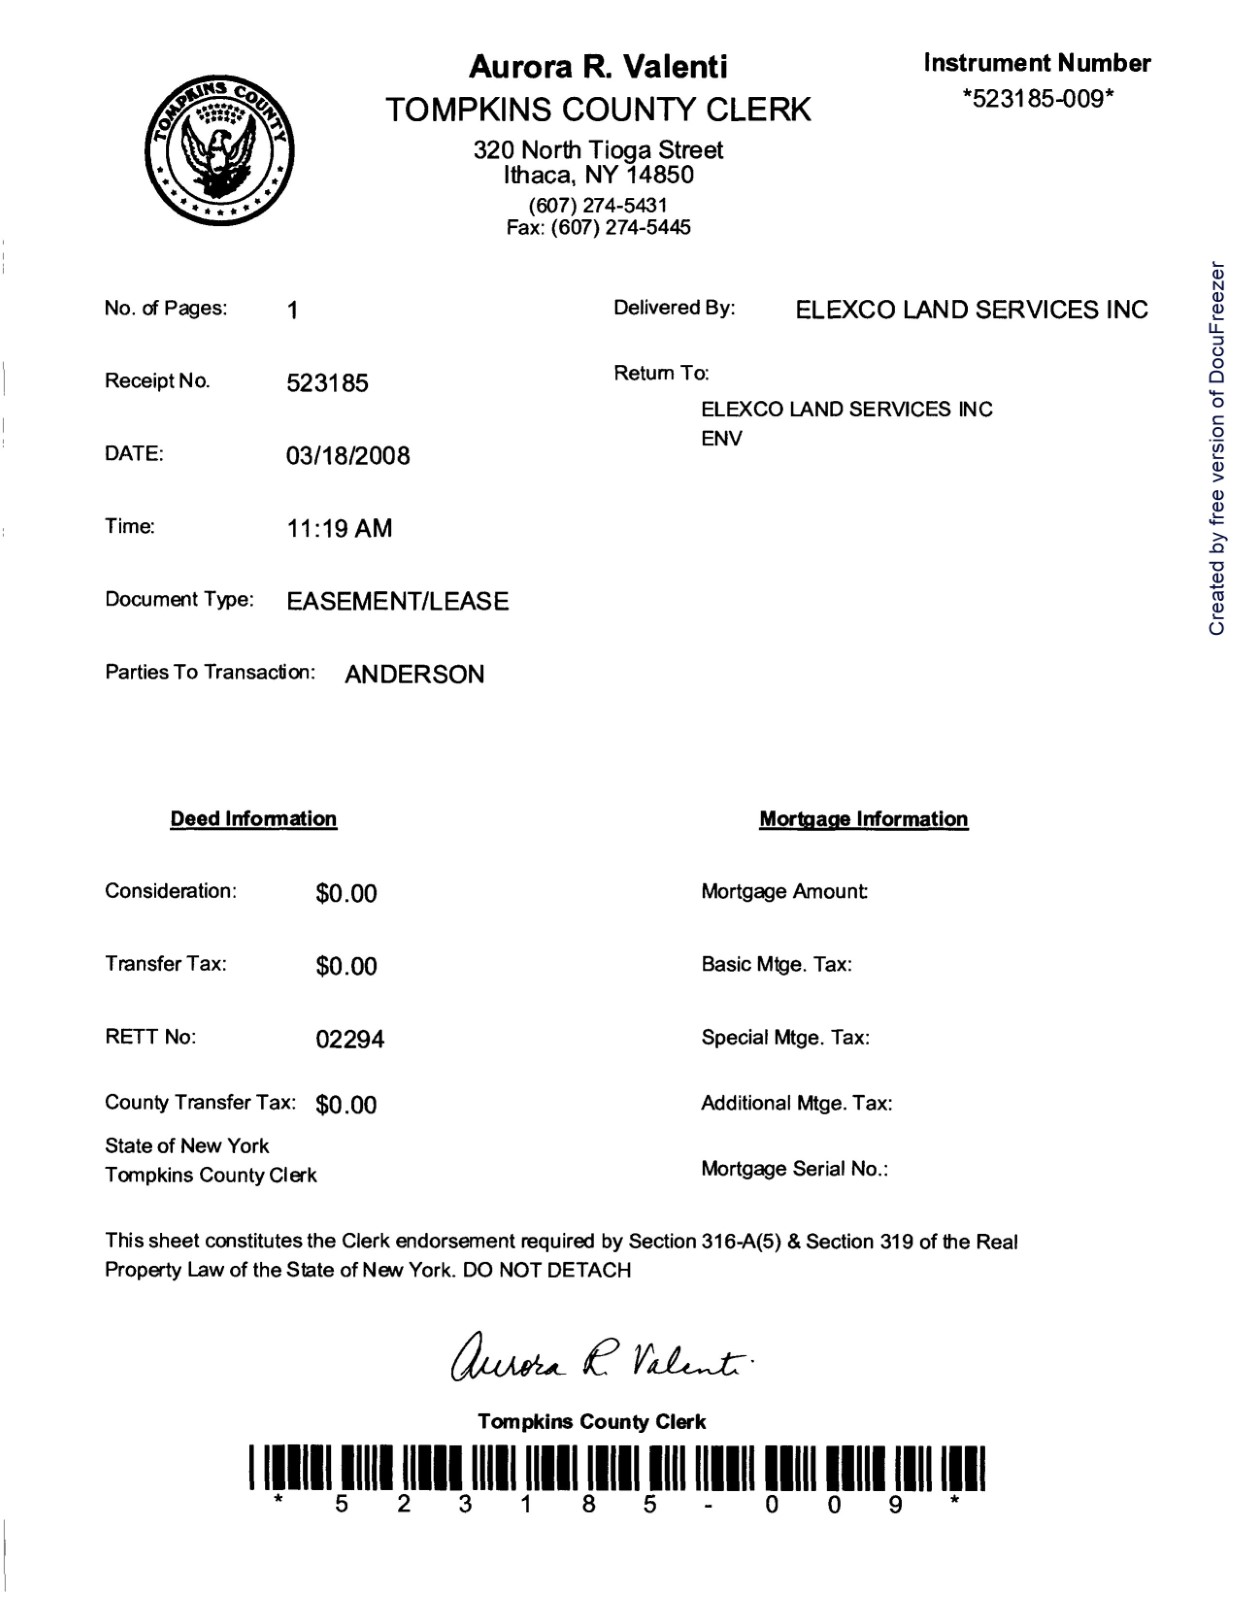 TOMPKINS COUNTY
Aurora R. Valenti
TOMPKINS COUNTY CLERK
320 North Tioga Street
Ithaca, NY 14850
(607) 274-5431
Fax: (607) 274-5445
Instrument Number
*523185-009*
No. of Pages: 1
Delivered By: ELEXCO LAND SERVICES INC
Receipt No. 523185
Return To:
ELEXCO LAND SERVICES INC
ENV
DATE: 03/18/2008
Time: 11:19 AM
Document Type: EASEMENT/LEASE
Parties To Transaction: ANDERSON
Deed Information
Mortgage Information
Consideration: $0.00
Mortgage Amount:
Transfer Tax: $0.00
Basic Mtge. Tax:
RETT No: 02294
Special Mtge. Tax:
County Transfer Tax: $0.00
Additional Mtge. Tax:
State of New York
Tompkins County Clerk
Mortgage Serial No.:
This sheet constitutes the Clerk endorsement required by Section 316-A(5) & Section 319 of the Real
Property Law of the State of New York. DO NOT DETACH
Aurora R. Valenti
Tompkins County Clerk
* 5 2 3 1 8 5 - 0 0 9 *
Created by free version of DocuFreezer